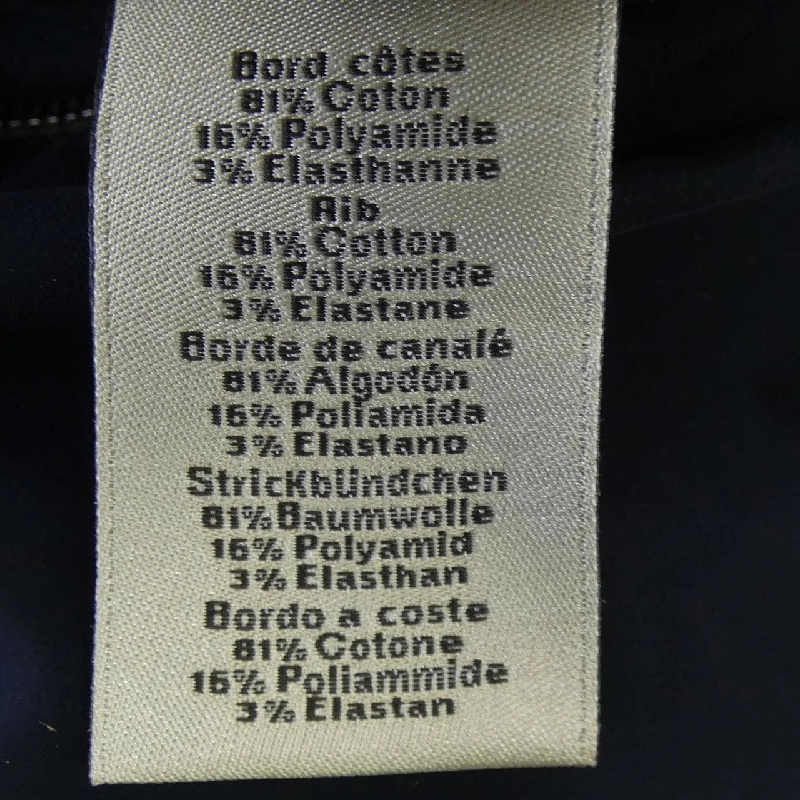 Bord côtes
81% Coton
16% Polyamide
3% Elasthanne
Rib
81% Cotton
16% Polyamide
3% Elastane
Borde de canalé
81% Algodón
16% Poliamida
3% Elastano
Strickbündchen
81% Baumwolle
16% Polyamid
3% Elasthan
Bordo a coste
81% Cotone
16% Poliammide
3% Elastan